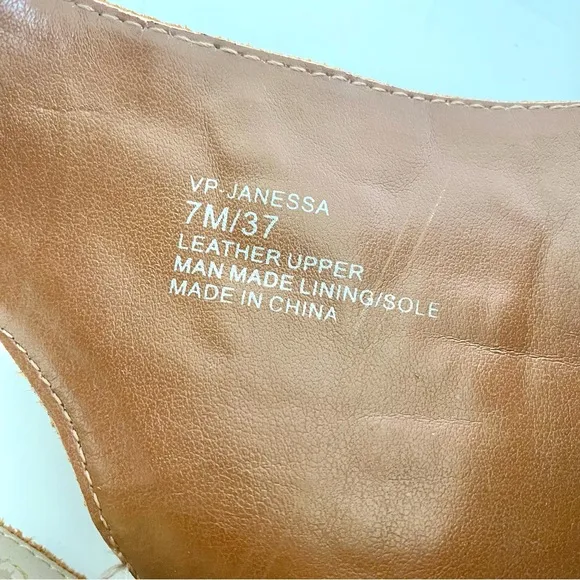 VP-JANESSA
7M/37
LEATHER UPPER
MAN MADE LINING/SOLE
MADE IN CHINA